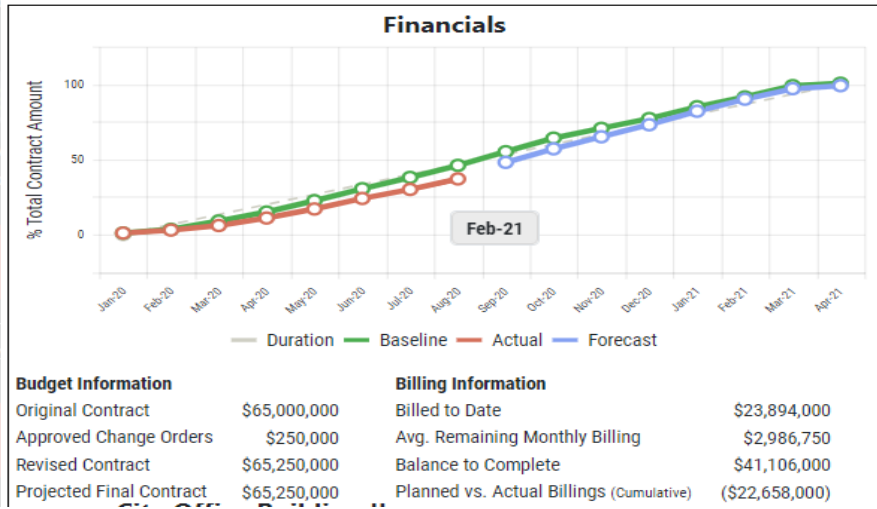 Financials
% Total Contract Amount
100
50
0
Feb-21
Jan-20 Feb-20 Mar-20 Apr-20 May-20 Jun-20 Jul-20 Aug-20 Sep-20 Oct-20 Nov-20 Dec-20 Jan-21 Feb-21 Mar-21 Apr-21
Duration Baseline Actual Forecast
Budget Information Billing Information
Original Contract $65,000,000 Billed to Date $23,894,000
Approved Change Orders $250,000 Avg. Remaining Monthly Billing $2,986,750
Revised Contract $65,250,000 Balance to Complete $41,106,000
Projected Final Contract $65,250,000 Planned vs. Actual Billings (Cumulative) ($22,658,000)